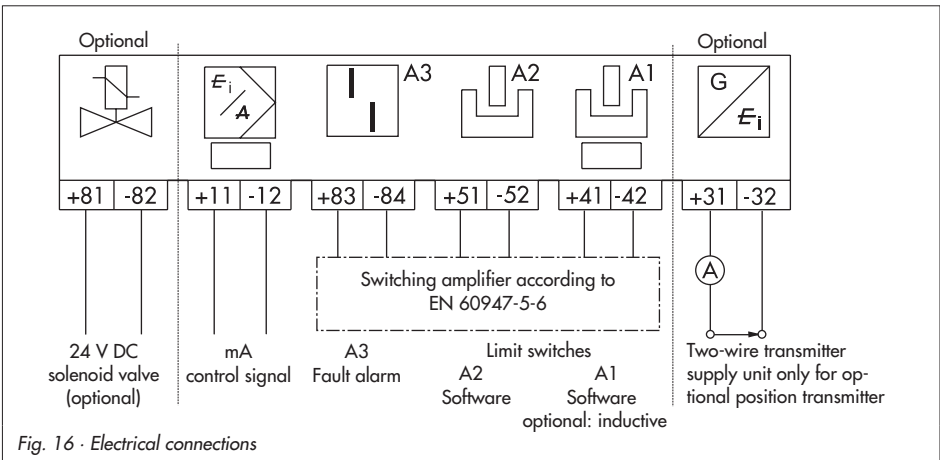 Optional
Optional
E i
A
A3
A2
A1
G
E i
+81 -82
+11 -12
+83 -84
+51 -52
+41 -42
+31 -32
Switching amplifier according to
EN 60947-5-6
A
24 V DC
solenoid valve
(optional)
mA
control signal
A3
Fault alarm
Limit switches
A2
Software
A1
Software
optional: inductive
Two-wire transmitter
supply unit only for op-
tional position transmitter
Fig. 16 · Electrical connections